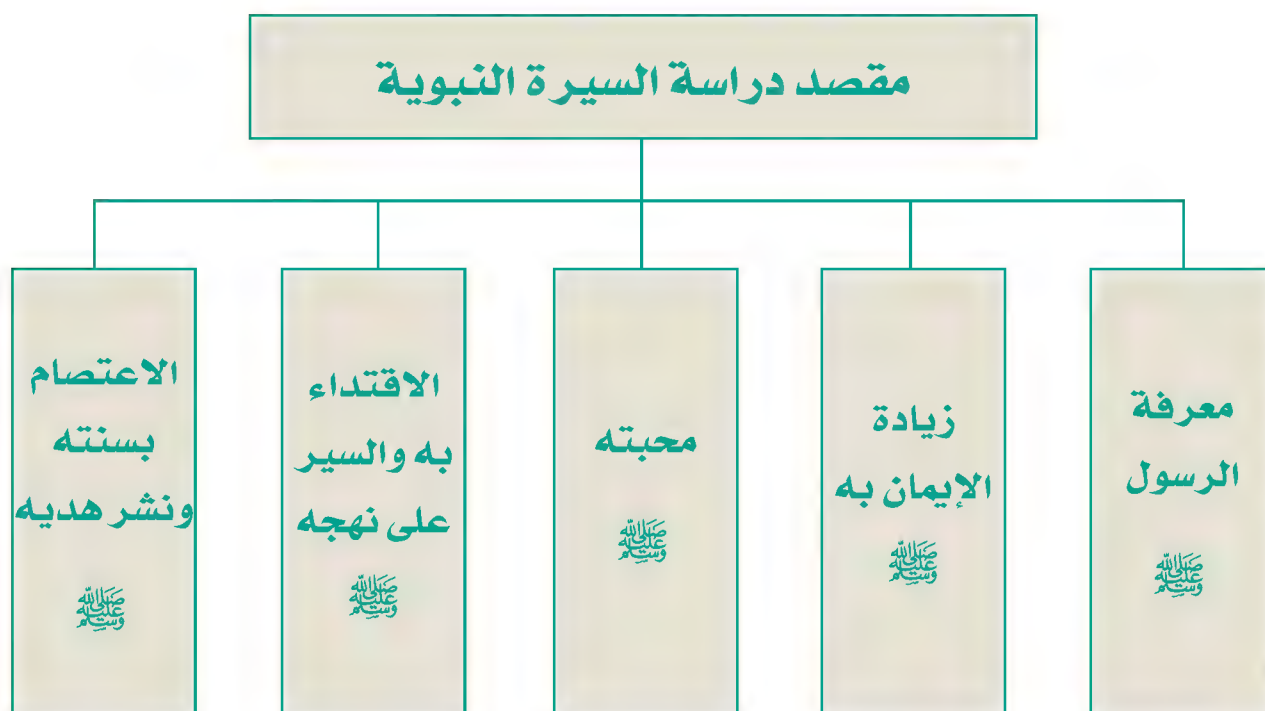 مقصد دراسة السيرة النبوية
معرفة
الرسول
ﷺ
زيادة
الإيمان به
ﷺ
محبته
ﷺ
الاقتداء
به والسير
على نهجه
ﷺ
الاعتصام
بسنته
ونشر هديه
ﷺ